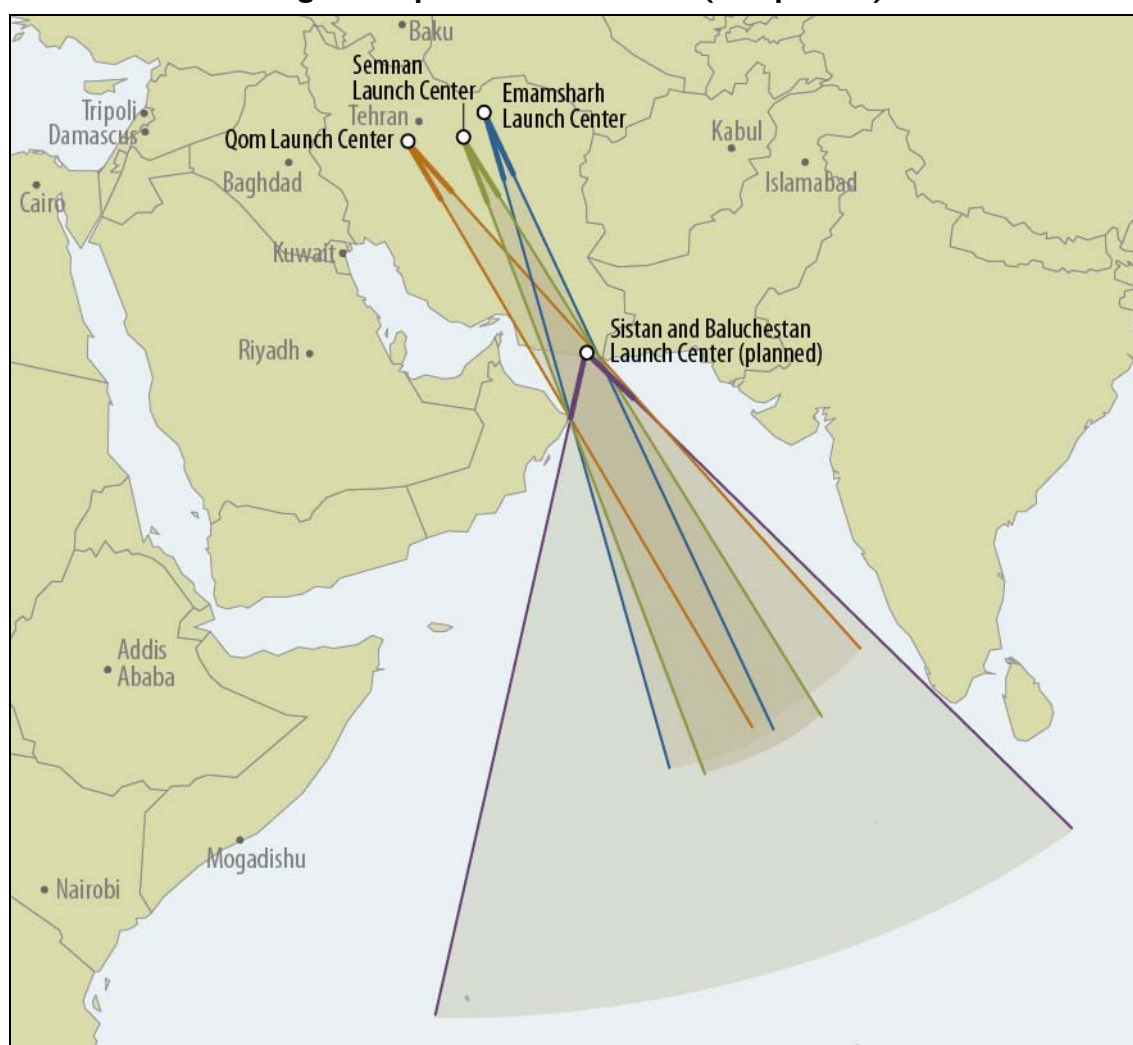 Baku
Semnan
Launch Center
Emamsharh
Launch Center
Tripoli
Damascus
Tehran
Kabul
Qom Launch Center
Baghdad
Islamabad
Cairo
Kuwait
Sistan and Baluchestan
Launch Center (planned)
Riyadh
Addis
Ababa
Mogadishu
Nairobi